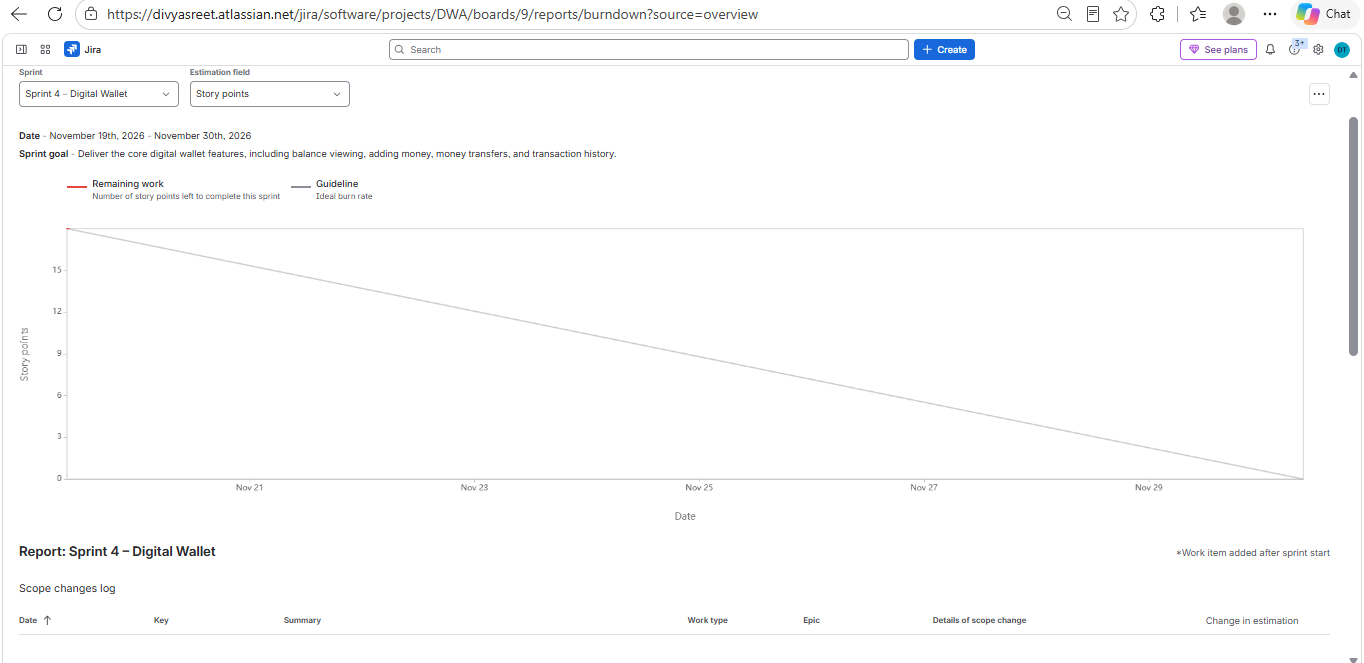 https://divyasreet.atlassian.net/jira/software/projects/DWA/boards/9/reports/burndown?source=overview
Chat
Jira
Search
+ Create
See plans
3+
DT
Sprint
Estimation field
Sprint 4 – Digital Wallet
Story points
Date - November 19th, 2026 - November 30th, 2026
Sprint goal - Deliver the core digital wallet features, including balance viewing, adding money, money transfers, and transaction history.
Remaining work
Number of story points left to complete this sprint
Guideline
Ideal burn rate
Story points
15
12
9
6
3
0
Nov 21
Nov 23
Nov 25
Nov 27
Nov 29
Date
Report: Sprint 4 – Digital Wallet
*Work item added after sprint start
Scope changes log
Date ↑ Key Summary Work type Epic Details of scope change Change in estimation